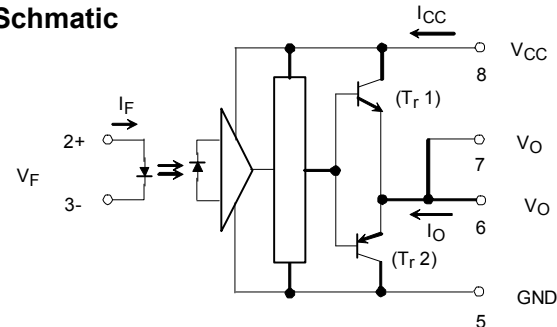 Schmatic
ICC
VCC
8
(Tr 1)
IF
2+
VO
7
VF
3-
VO
6
IO
(Tr 2)
GND
5